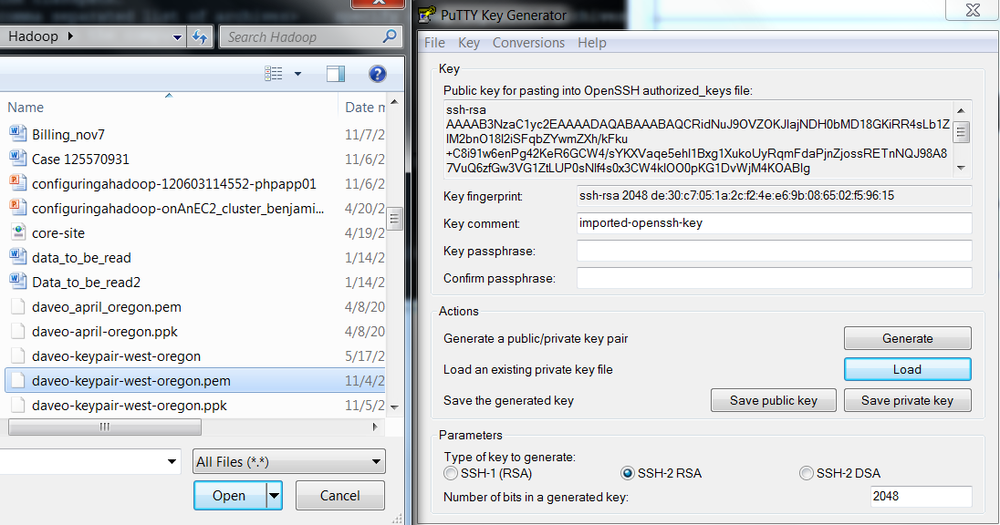 Hadoop
Search Hadoop
Name
Date m
Billing_nov7
11/7/2
Case 125570931
11/6/2
configuringahadoop-120603114552-phpapp01
11/6/2
configuringahadoop-onAnEC2_cluster_benjami...
4/20/2
core-site
4/19/2
data_to_be_read
1/14/2
Data_to_be_read2
1/14/2
daveo_april_oregon.pem
4/8/20
daveo-april-oregon.ppk
4/8/20
daveo-keypair-west-oregon
5/17/2
daveo-keypair-west-oregon.pem
11/4/2
daveo-keypair-west-oregon.ppk
11/5/2
All Files (*.*)
Open
Cancel
PuTTY Key Generator
File Key Conversions Help
Key
Public key for pasting into OpenSSH authorized_keys file:
ssh-rsa
AAAAB3NzaC1yc2EAAAADAQABAAABAQCRidNuJ9OVZOKJlajNDH0bMD18GKiRR4sLb1Z
lM2bnO18l2iSFqbZYwmZXh/kFku
+C8i91w6enPg42KeR6GCW4/sYKXVaqe5ehI1Bxg1XukoUyRqmFdaPjnZjossRETnNQJ98A8
7VuQ6zfGw3VG1ZtLUP0sNlf4s0x3CW4klOO0pKG1DvWjM4KOABlg
Key fingerprint:
ssh-rsa 2048 de:30:c7:05:1a:2c:f2:4e:e6:9b:08:65:02:f5:96:15
Key comment:
imported-openssh-key
Key passphrase:
Confirm passphrase:
Actions
Generate a public/private key pair
Generate
Load an existing private key file
Load
Save the generated key
Save public key
Save private key
Parameters
Type of key to generate:
SSH-1 (RSA)
SSH-2 RSA
SSH-2 DSA
Number of bits in a generated key:
2048